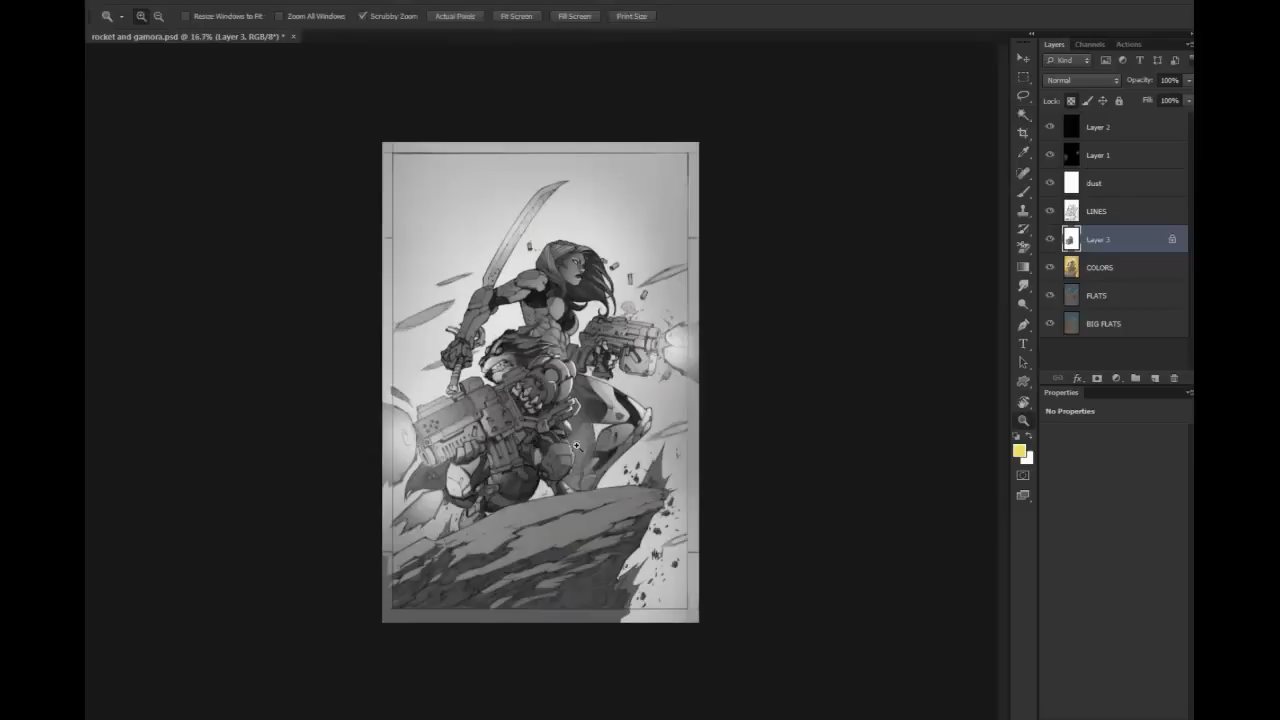 Resize Windows to Fit Zoom All Windows Scrubby Zoom Actual Pixels Fit Screen Fill Screen Print Size
rocket and gamora.psd @ 16.7% (Layer 3, RGB/8*) * ×
Layers Channels Actions
Kind
Normal Opacity: 100%
Lock: Fill: 100%
Layer 2
Layer 1
dust
LINES
Layer 3
COLORS
FLATS
BIG FLATS
fx
Properties
No Properties